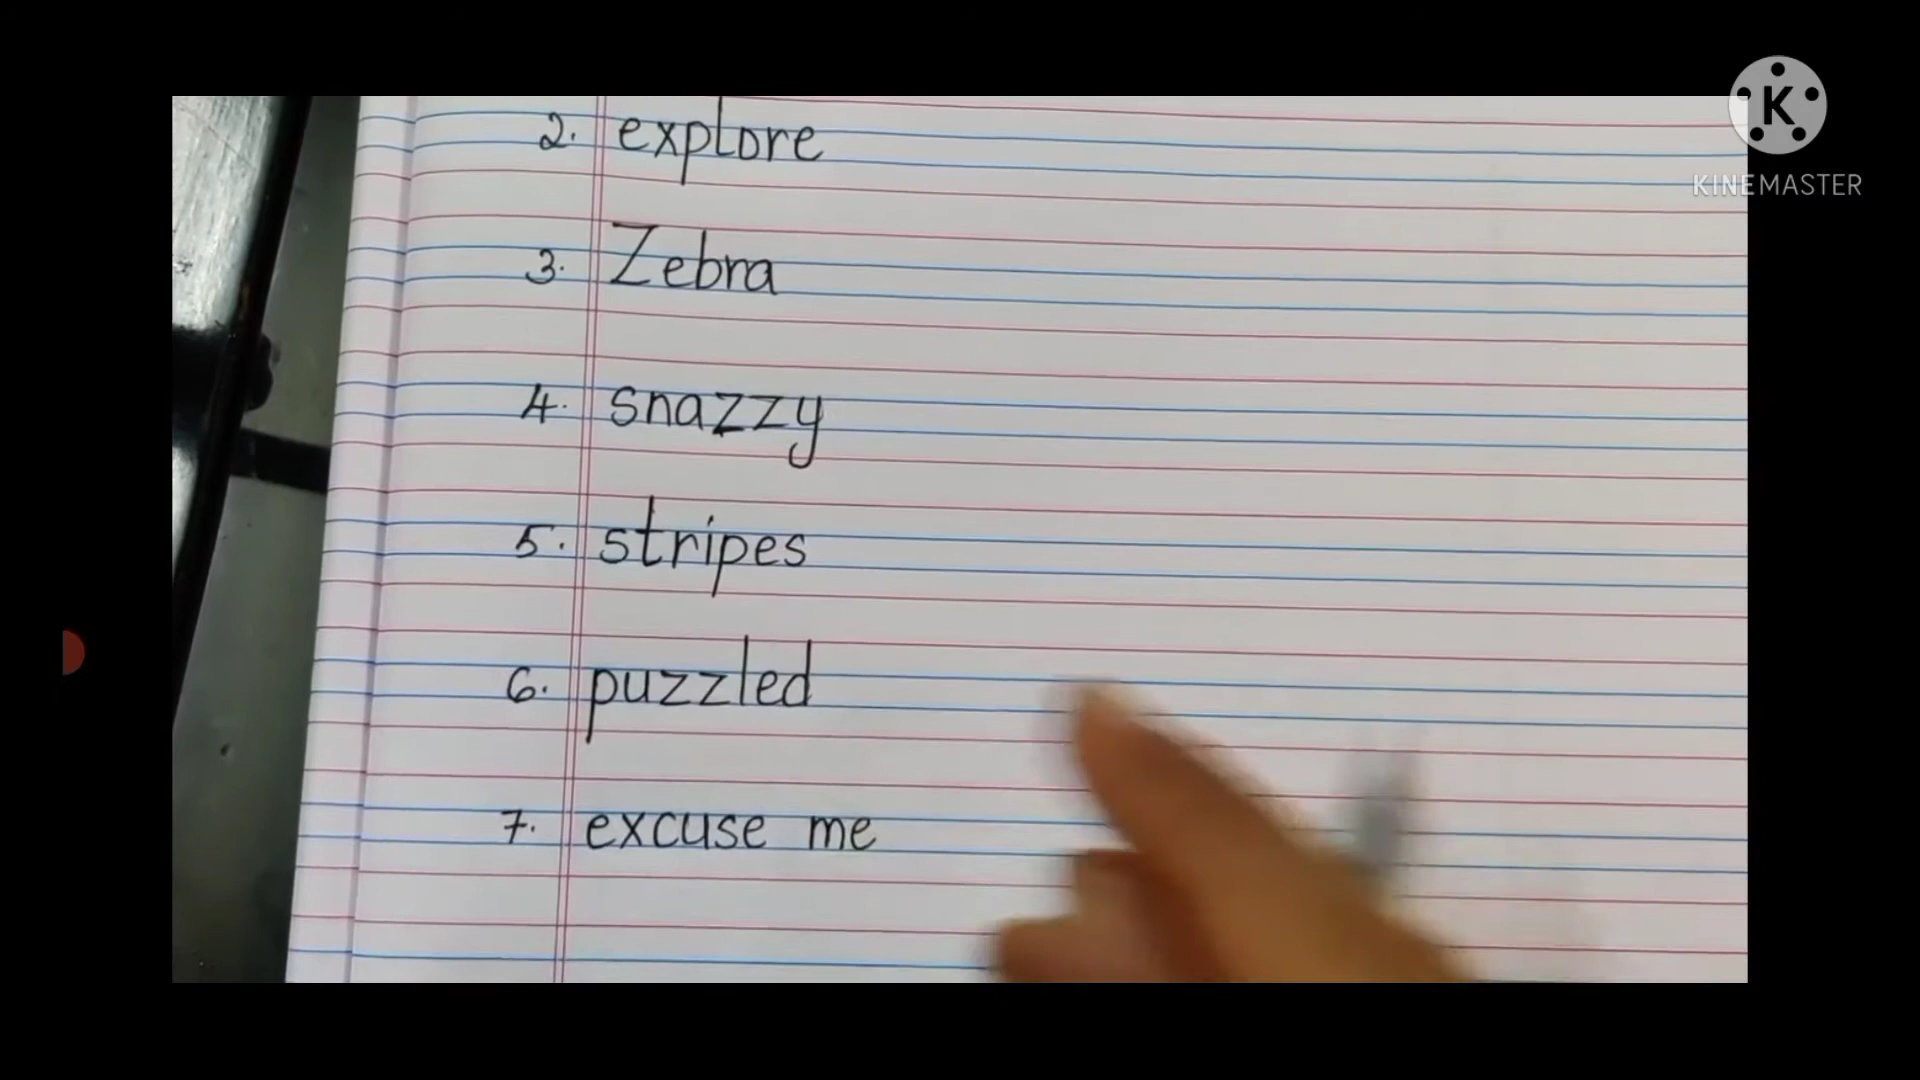 2. explore
3. Zebra
4. snazzy
5. stripes
6. puzzled
7. excuse me
KINEMASTER